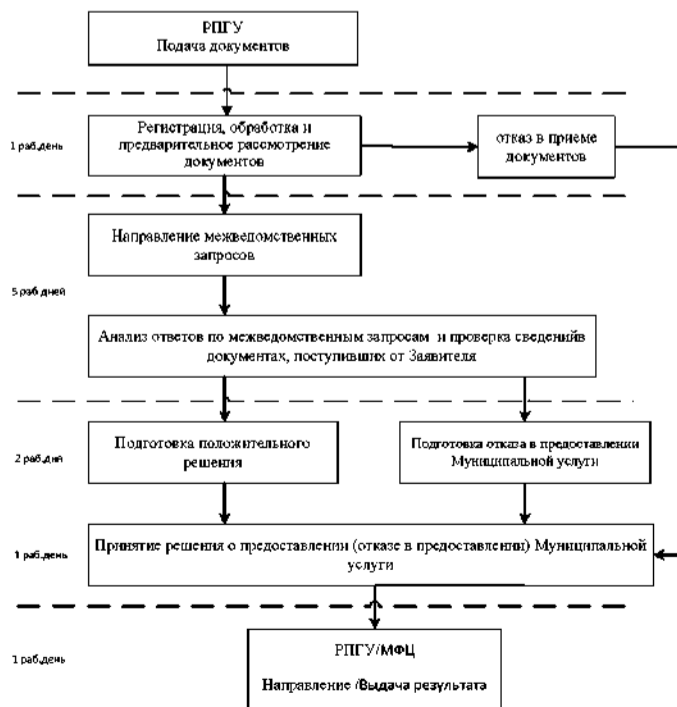 РПГУ
Подача документов
1 раб.день
Регистрация, обработка и
предварительное рассмотрение
документов
отказ в приеме
документов
Направление межведомственных
запросов
5 раб.дней
Анализ ответов по межведомственным запросам и проверка сведенийв
документах, поступивших от Заявителя
2 раб.дня
Подготовка положительного
решения
Подготовка отказа в предоставлении
Муниципальной услуги
1 раб.день
Принятие решения о предоставлении (отказе в предоставлении) Муниципальной
услуги
1 раб.день
РПГУ/МФЦ
Направление /Выдача результата